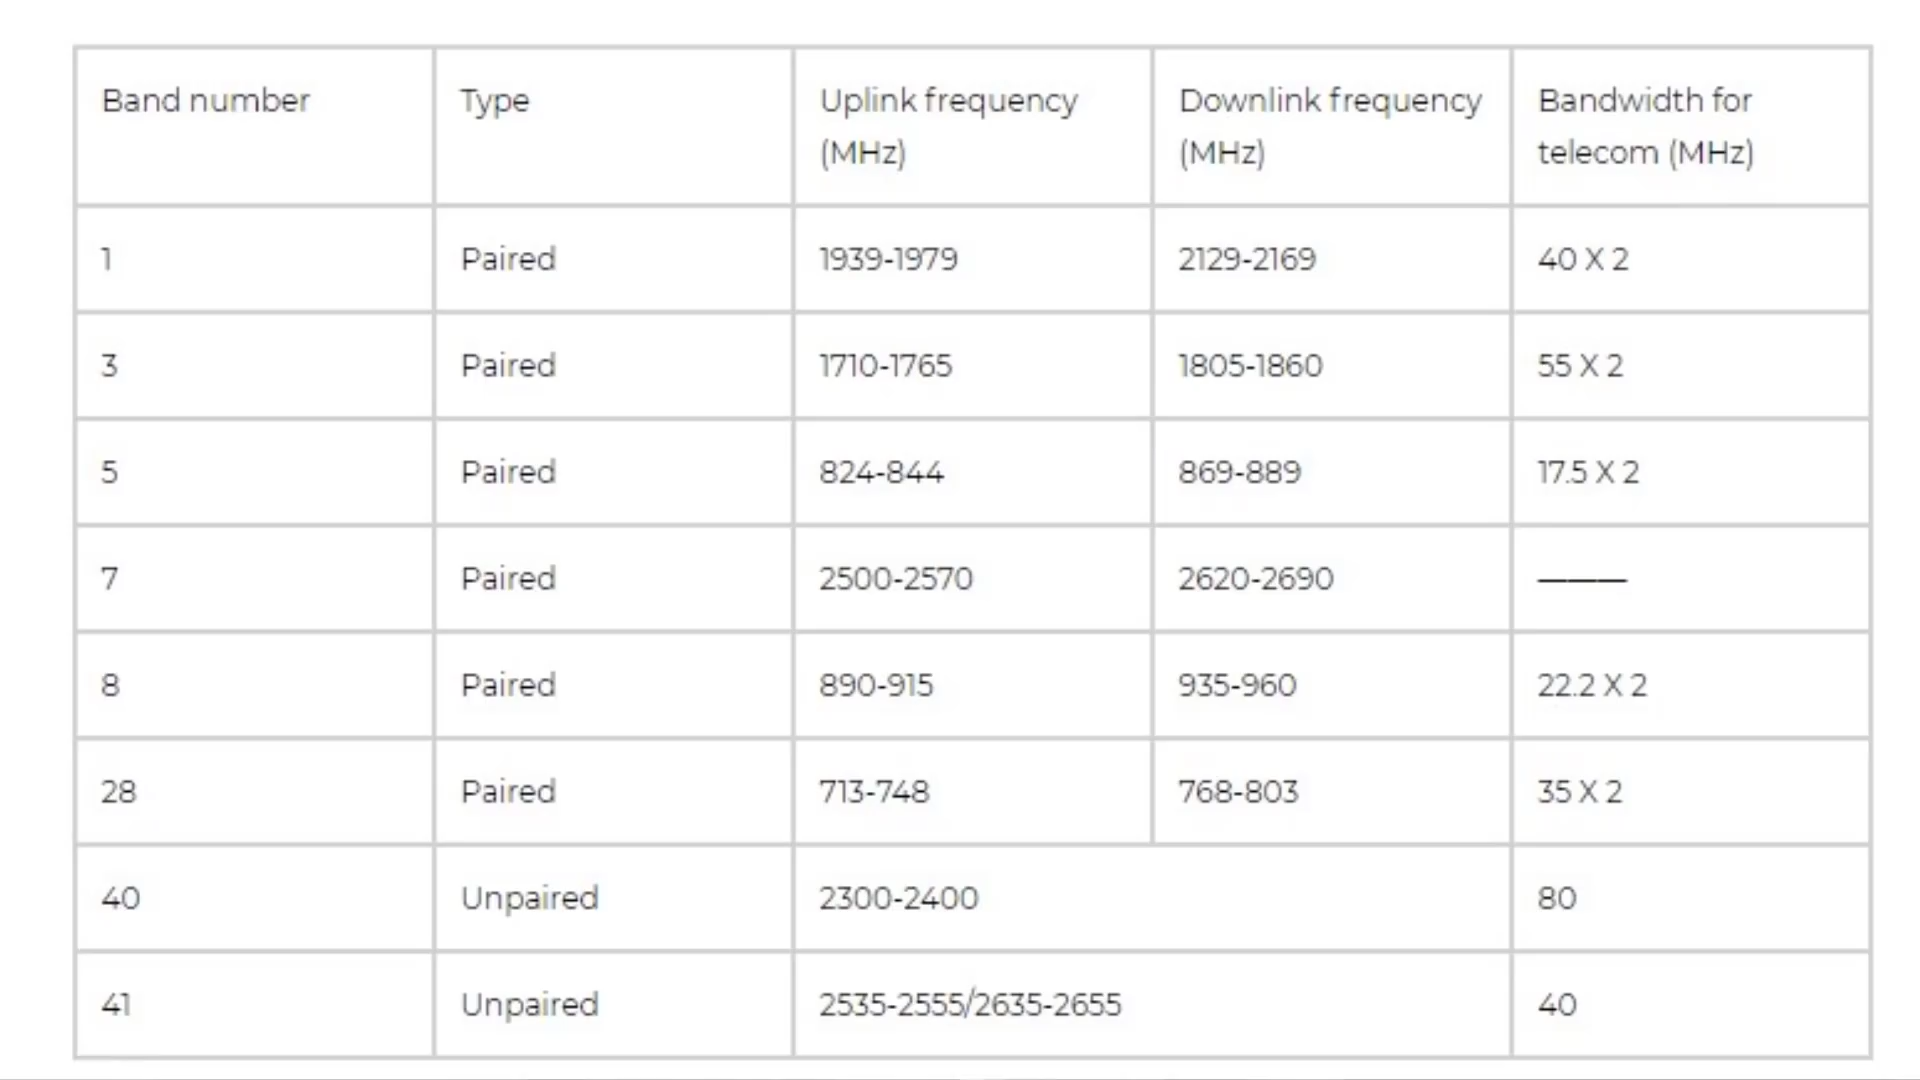 Band number
Type
Uplink frequency
(MHz)
Downlink frequency
(MHz)
Bandwidth for
telecom (MHz)
1
Paired
1939-1979
2129-2169
40 X 2
3
Paired
1710-1765
1805-1860
55 X 2
5
Paired
824-844
869-889
17.5 X 2
7
Paired
2500-2570
2620-2690
———
8
Paired
890-915
935-960
22.2 X 2
28
Paired
713-748
768-803
35 X 2
40
Unpaired
2300-2400
80
41
Unpaired
2535-2555/2635-2655
40